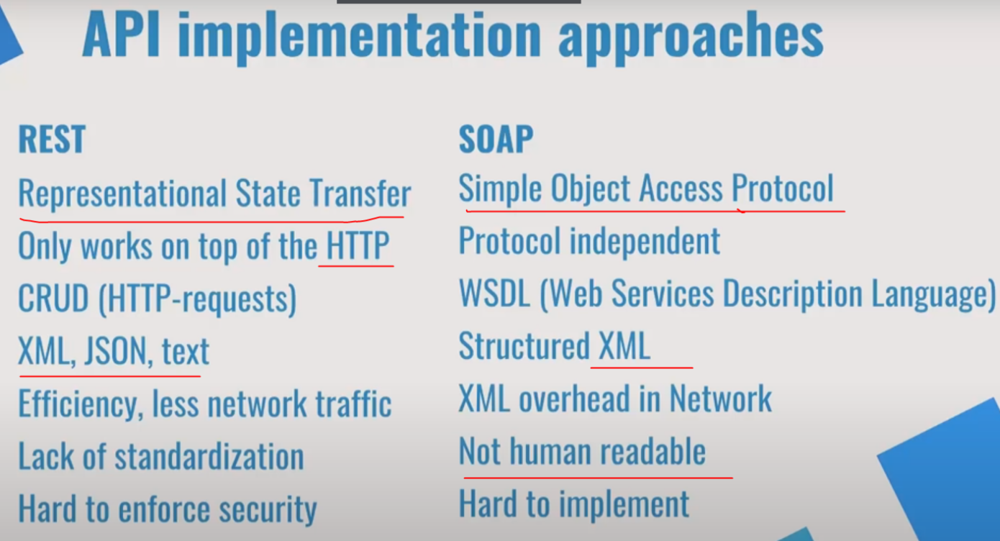 API implementation approaches
REST
Representational State Transfer
Only works on top of the HTTP
CRUD (HTTP-requests)
XML, JSON, text
Efficiency, less network traffic
Lack of standardization
Hard to enforce security
SOAP
Simple Object Access Protocol
Protocol independent
WSDL (Web Services Description Language)
Structured XML
XML overhead in Network
Not human readable
Hard to implement